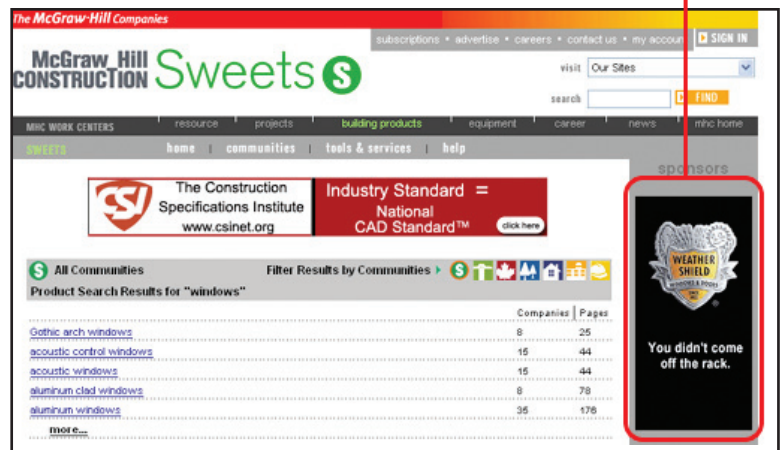 The McGraw-Hill Companies
subscriptions • advertise • careers • contact us • my account
SIGN IN
McGraw_Hill
CONSTRUCTION
Sweets S
visit Our Sites
search FIND
MHC WORK CENTERS resource projects building products equipment career news mhc home
SWEETS home | communities | tools & services | help
sponsors
CSI
The Construction
Specifications Institute
www.csinet.org
Industry Standard =
National
CAD Standard™
click here
S All Communities Filter Results by Communities S
Product Search Results for "windows"
Companies Pages
Gothic arch windows 8 25
acoustic control windows 15 44
acoustic windows 15 44
aluminum clad windows 8 78
aluminum windows 35 176
more...
WEATHER
SHIELD
WINDOWS & DOORS
You didn't come
off the rack.